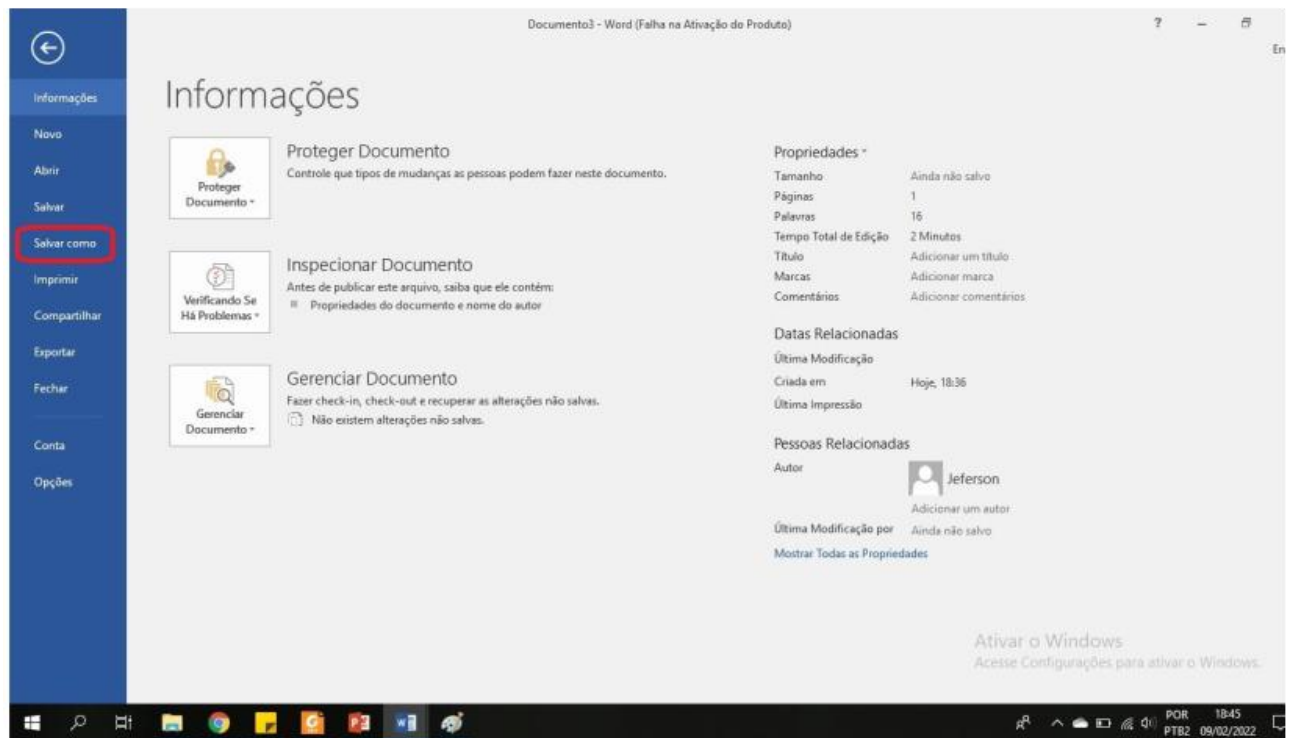 Documento3 - Word (Falha na Ativação do Produto)
?
En
Informações
Novo
Abrir
Salvar
Salvar como
Imprimir
Compartilhar
Exportar
Fechar
Conta
Opções
Informações
Proteger Documento
Proteger Documento
Controle que tipos de mudanças as pessoas podem fazer neste documento.
Verificando Se Há Problemas
Inspecionar Documento
Antes de publicar este arquivo, saiba que ele contém:
Propriedades do documento e nome do autor
Gerenciar Documento
Gerenciar Documento
Fazer check-in, check-out e recuperar as alterações não salvas.
Não existem alterações não salvas.
Propriedades
Tamanho Ainda não salvo
Páginas 1
Palavras 16
Tempo Total de Edição 2 Minutos
Título Adicionar um título
Marcas Adicionar marca
Comentários Adicionar comentários
Datas Relacionadas
Última Modificação
Criada em Hoje, 18:36
Última Impressão
Pessoas Relacionadas
Autor Jeferson
Adicionar um autor
Última Modificação por Ainda não salvo
Mostrar Todas as Propriedades
Ativar o Windows
Acesse Configurações para ativar o Windows.
POR 18:45
PTB2 09/02/2022